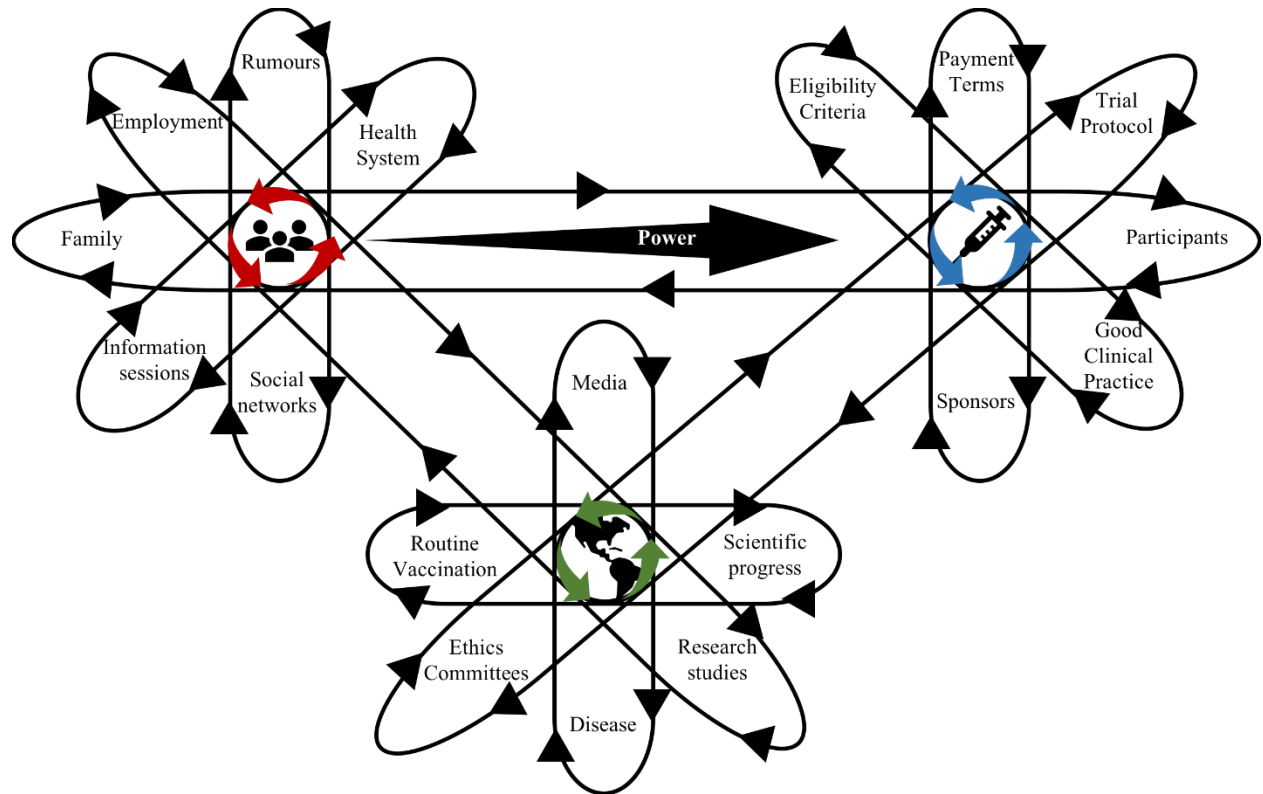 Rumours
Employment
Health
System
Family
Information
sessions
Social
networks
Power
Eligibility
Criteria
Payment
Terms
Trial
Protocol
Participants
Good
Clinical
Practice
Sponsors
Media
Routine
Vaccination
Scientific
progress
Ethics
Committees
Research
studies
Disease